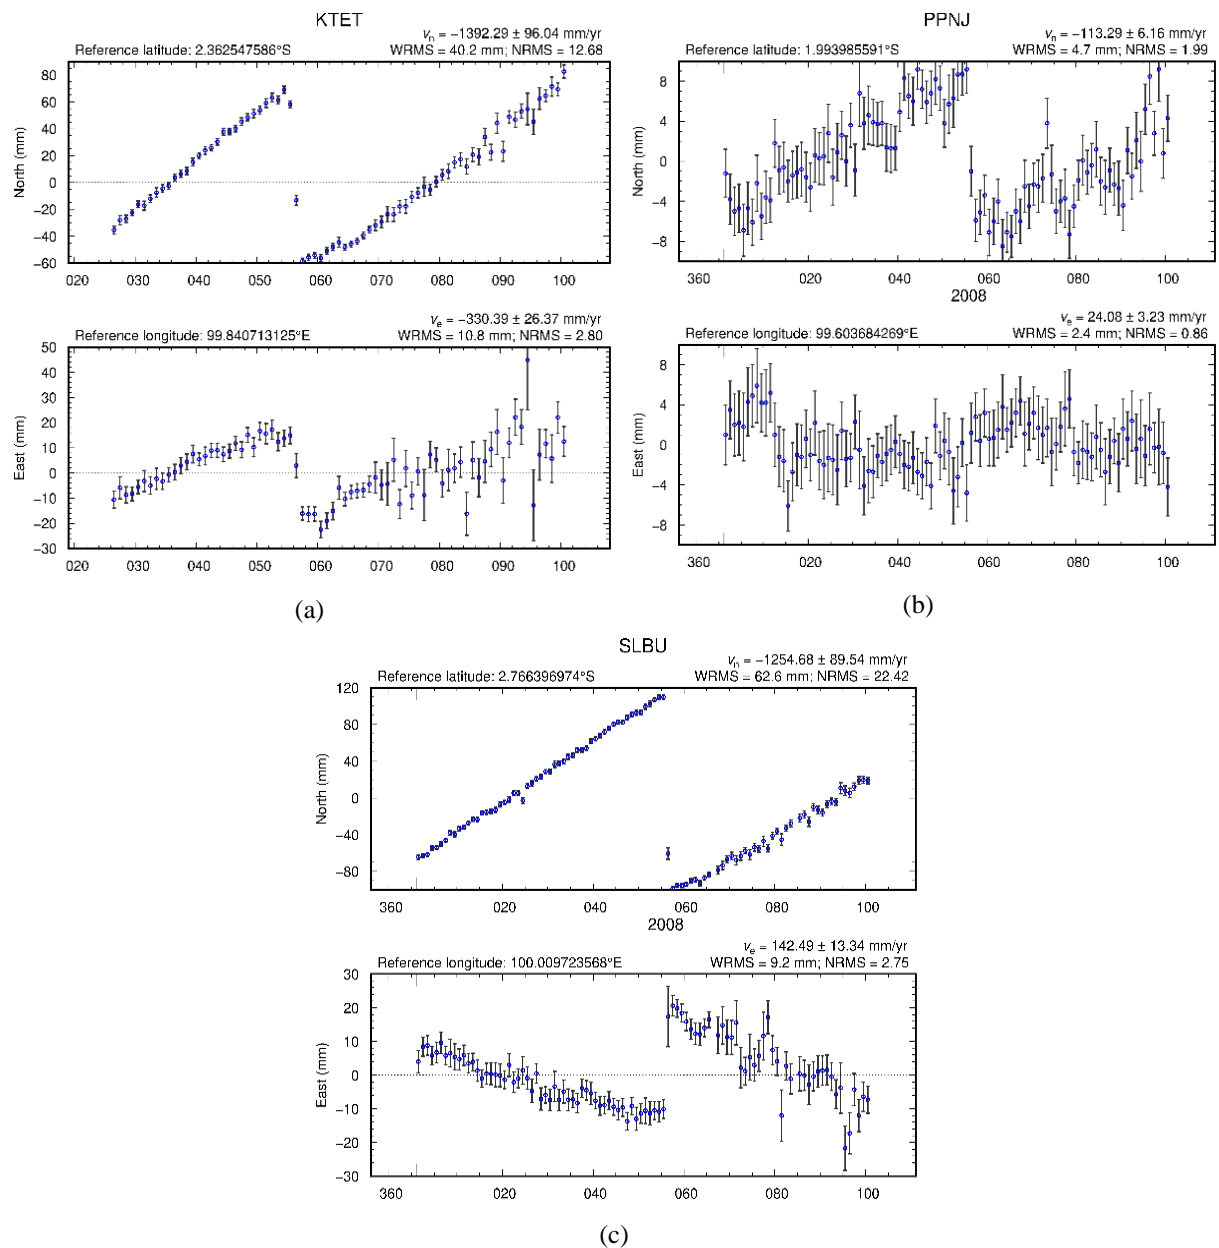 KTET
vn = −1392.29 ± 96.04 mm/yr
Reference latitude: 2.362547586°S
WRMS = 40.2 mm; NRMS = 12.68
North (mm)
80
60
40
20
0
−20
−40
−60
020 030 040 050 060 070 080 090 100
ve = −330.39 ± 26.37 mm/yr
Reference longitude: 99.840713125°E
WRMS = 10.8 mm; NRMS = 2.80
East (mm)
50
40
30
20
10
0
−10
−20
−30
020 030 040 050 060 070 080 090 100
(a)
PPNJ
vn = −113.29 ± 6.16 mm/yr
Reference latitude: 1.993985591°S
WRMS = 4.7 mm; NRMS = 1.99
North (mm)
8
4
0
−4
−8
360 020 040 060 080 100
2008
ve = 24.08 ± 3.23 mm/yr
Reference longitude: 99.603684269°E
WRMS = 2.4 mm; NRMS = 0.86
East (mm)
8
4
0
−4
−8
360 020 040 060 080 100
(b)
SLBU
vn = −1254.68 ± 89.54 mm/yr
Reference latitude: 2.766396974°S
WRMS = 62.6 mm; NRMS = 22.42
North (mm)
120
80
40
0
−40
−80
360 020 040 060 080 100
2008
ve = 142.49 ± 13.34 mm/yr
Reference longitude: 100.009723568°E
WRMS = 9.2 mm; NRMS = 2.75
East (mm)
30
20
10
0
−10
−20
−30
360 020 040 060 080 100
(c)